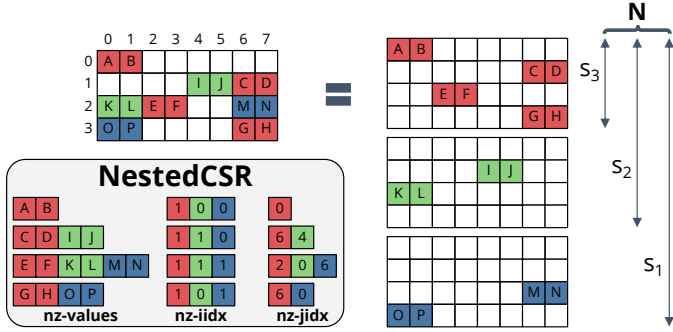 N
0 1 2 3 4 5 6 7
0 A B
1 I J C D
2 K L E F M N
3 O P G H
=
A B
C D
E F
G H
S3
I J
K L
S2
M N
O P
S1
NestedCSR
A B 1 0 0 0
C D I J 1 1 0 6 4
E F K L M N 1 1 1 2 0 6
G H O P 1 0 1 6 0
nz-values nz-iidx nz-jidx